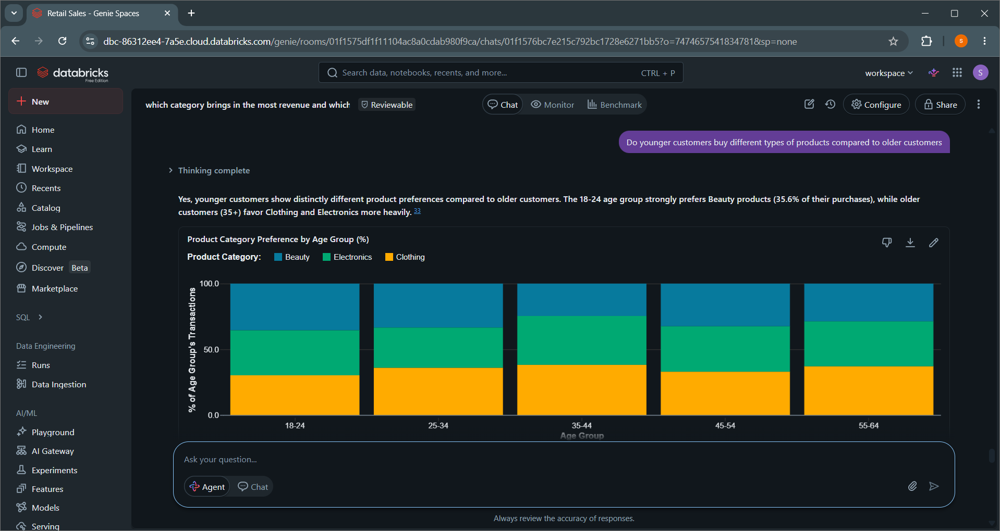 Retail Sales - Genie Spaces
dbc-86312ee4-7a5e.cloud.databricks.com/genie/rooms/01f1575df1f11104ac8a0cdab980f9ca/chats/01f1576bc7e215c792bc1728e6271bb5?o=7474657541834781&sp=none
S
databricks
Free Edition
Search data, notebooks, recents, and more...
CTRL + P
workspace
S
New
Home
Learn
Workspace
Recents
Catalog
Jobs & Pipelines
Compute
Discover Beta
Marketplace
SQL
Data Engineering
Runs
Data Ingestion
AI/ML
Playground
AI Gateway
Experiments
Features
Models
Serving
which category brings in the most revenue and which
Reviewable
Chat
Monitor
Benchmark
Configure
Share
Do younger customers buy different types of products compared to older customers
Thinking complete
Yes, younger customers show distinctly different product preferences compared to older customers. The 18-24 age group strongly prefers Beauty products (35.6% of their purchases), while older
customers (35+) favor Clothing and Electronics more heavily. 33
Product Category Preference by Age Group (%)
Product Category: Beauty Electronics Clothing
% of Age Group's Transactions
100.0
50.0
0.0
18-24 25-34 35-44 45-54 55-64
Age Group
Ask your question...
Agent
Chat
Always review the accuracy of responses.